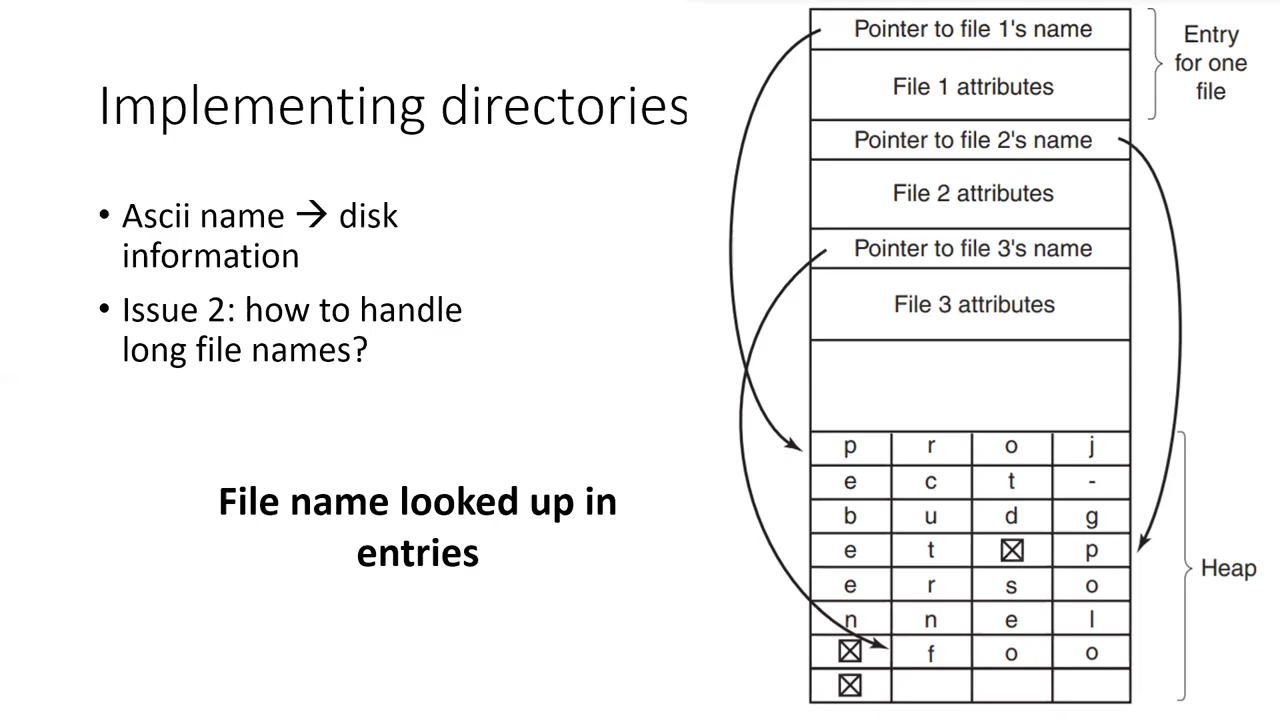 Implementing directories
• Ascii name → disk
information
• Issue 2: how to handle
long file names?
File name looked up in
entries
Pointer to file 1's name
File 1 attributes
Pointer to file 2's name
File 2 attributes
Pointer to file 3's name
File 3 attributes
Entry
for one
file
p r o j
e c t -
b u d g
e t ☒ p
e r s o
n n e l
☒ f o o
☒
Heap